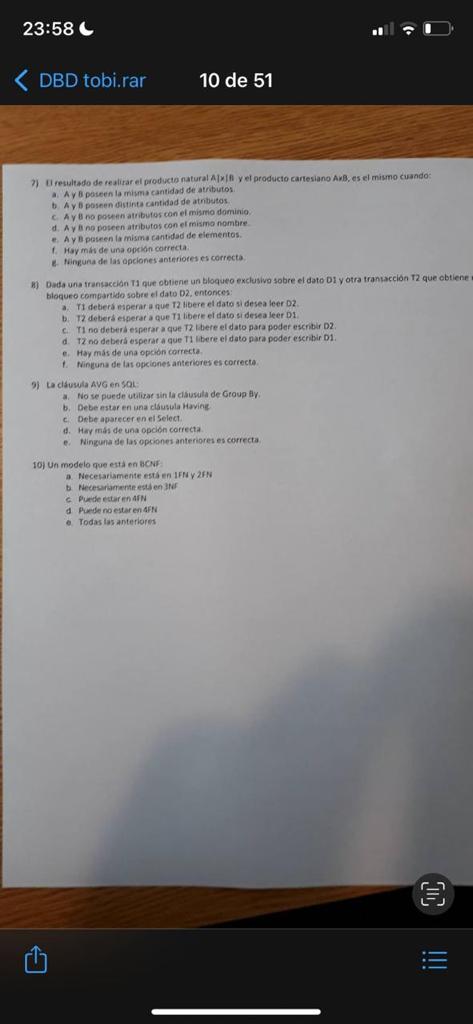 23:58
DBD tobi.rar
10 de 51
7) El resultado de realizar el producto natural A|x|B y el producto cartesiano AxB, es el mismo cuando:
a. A y B poseen la misma cantidad de atributos.
b. A y B poseen distinta cantidad de atributos.
c. A y B no poseen atributos con el mismo dominio.
d. A y B no poseen atributos con el mismo nombre.
e. A y B poseen la misma cantidad de elementos.
f. Hay más de una opción correcta.
g. Ninguna de las opciones anteriores es correcta.
8) Dada una transacción T1 que obtiene un bloqueo exclusivo sobre el dato D1 y otra transacción T2 que obtiene
bloqueo compartido sobre el dato D2, entonces:
a. T1 deberá esperar a que T2 libere el dato si desea leer D2.
b. T2 deberá esperar a que T1 libere el dato si desea leer D1.
c. T1 no deberá esperar a que T2 libere el dato para poder escribir D2.
d. T2 no deberá esperar a que T1 libere el dato para poder escribir D1.
e. Hay más de una opción correcta.
f. Ninguna de las opciones anteriores es correcta.
9) La cláusula AVG en SQL:
a. No se puede utilizar sin la cláusula de Group By.
b. Debe estar en una cláusula Having.
c. Debe aparecer en el Select.
d. Hay más de una opción correcta.
e. Ninguna de las opciones anteriores es correcta.
10) Un modelo que está en BCNF:
a. Necesariamente está en 1FN y 2FN
b. Necesariamente está en 3NF
c. Puede estar en 4FN
d. Puede no estar en 4FN
e. Todas las anteriores